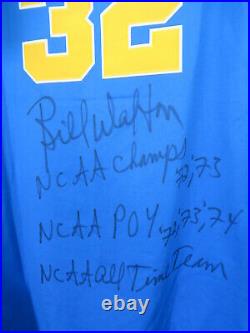 32
Bill Walton
NCAA Champs '72,'73
NCAA POY '72,'73,'74
NCAA All Time Team